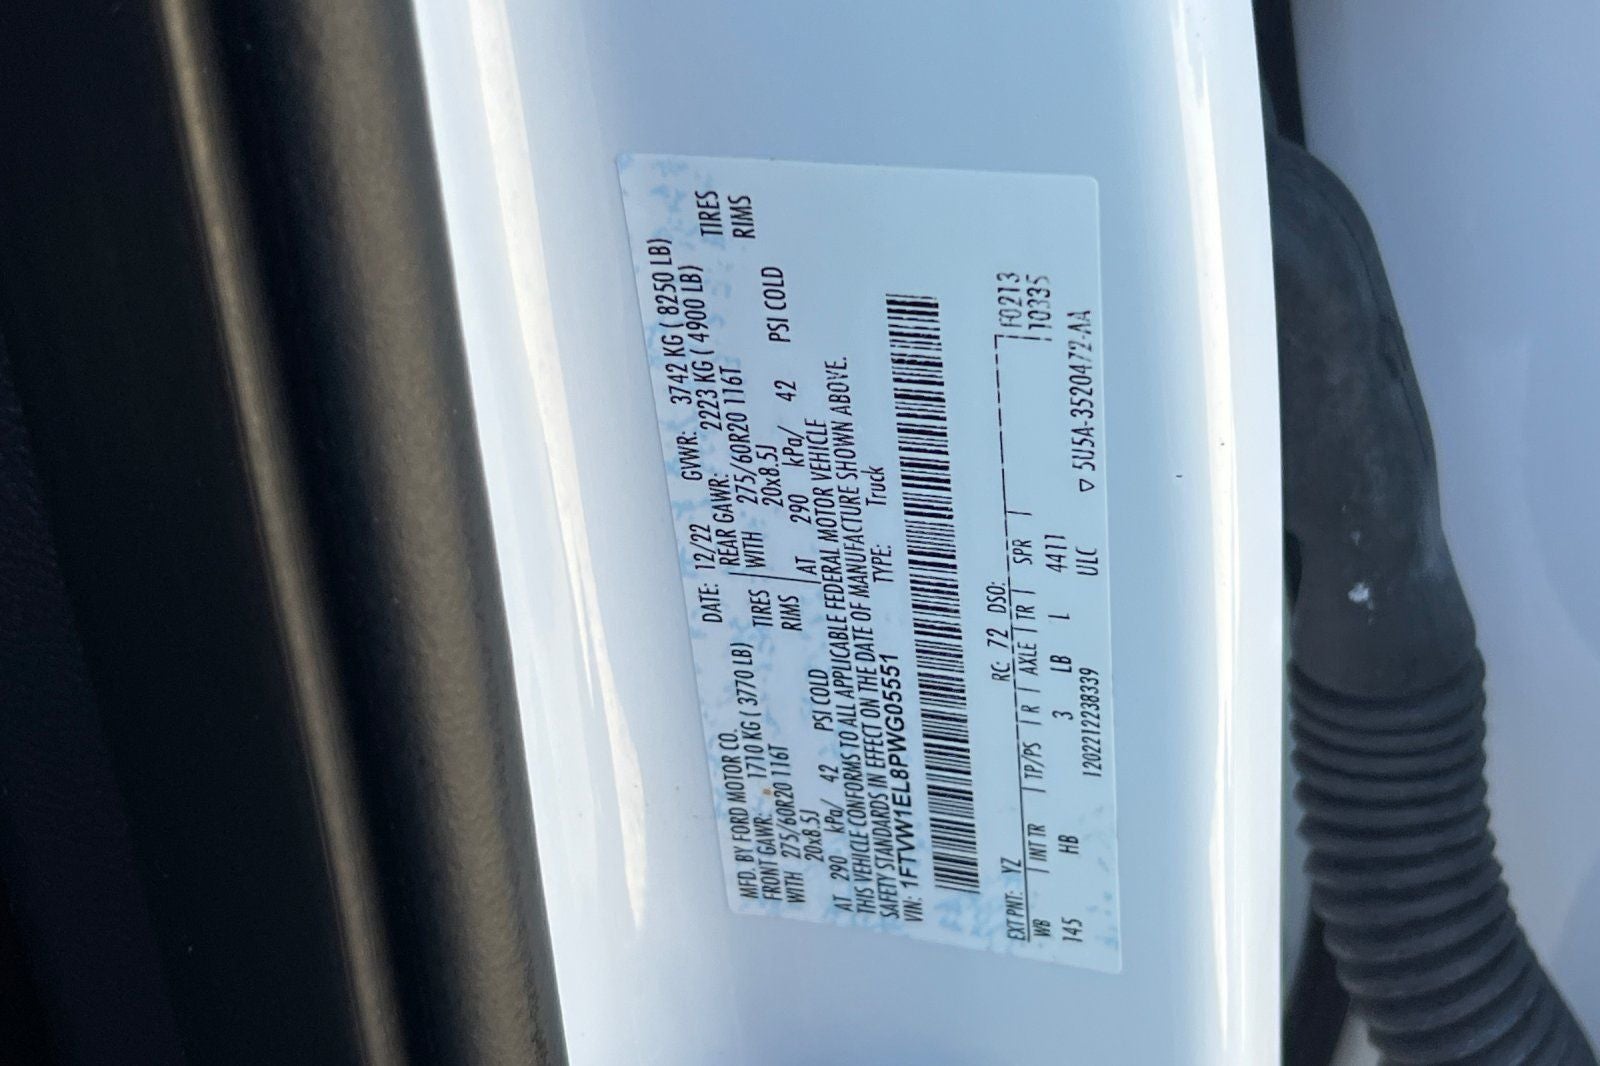 MFD. BY FORD MOTOR CO. DATE: 12/22 GVWR: 3742 KG ( 8250 LB)
FRONT GAWR: 1710 KG ( 3770 LB) REAR GAWR: 2223 KG ( 4900 LB)
WITH 275/60R20 116T TIRES WITH 275/60R20 116T TIRES
20x8.5J RIMS 20x8.5J RIMS
AT 290 kPa/ 42 PSI COLD AT 290 kPa/ 42 PSI COLD
THIS VEHICLE CONFORMS TO ALL APPLICABLE FEDERAL MOTOR VEHICLE
SAFETY STANDARDS IN EFFECT ON THE DATE OF MANUFACTURE SHOWN ABOVE.
VIN: 1FTVW1EL8PWG05551 TYPE: Truck
EXT PNT: YZ RC: 72 DSO: F0213
WB INT TR TP/PS R AXLE TR SPR 10335
145 HB 3 LB L 4411
120221238339 ULC ▽ 5U5A-3520472-AA